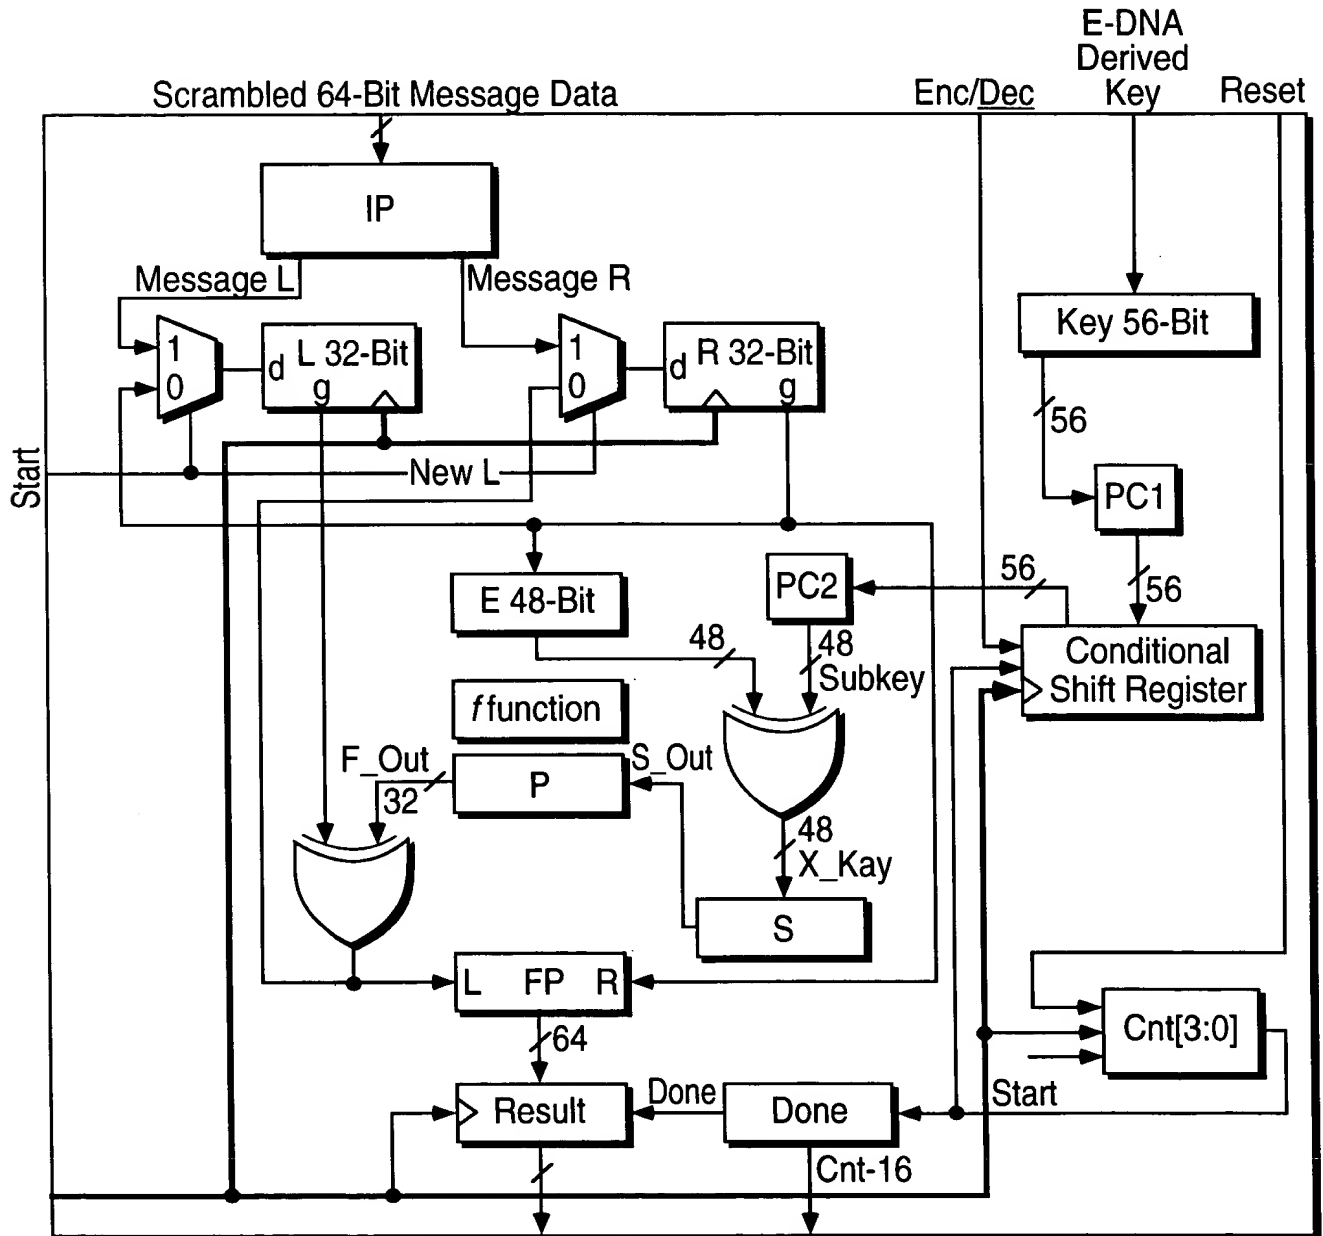 E-DNA
Derived
Key
Scrambled 64-Bit Message Data
Enc/Dec
Reset
IP
Message L
Message R
Key 56-Bit
1
0
d
L 32-Bit
g
1
0
d
R 32-Bit
g
56
Start
New L
PC1
56
E 48-Bit
PC2
56
48
48
Subkey
Conditional
Shift Register
f function
F_Out
32
P
S_Out
48
X_Kay
S
L FP R
64
Cnt[3:0]
Result
Done
Done
Start
Cnt-16